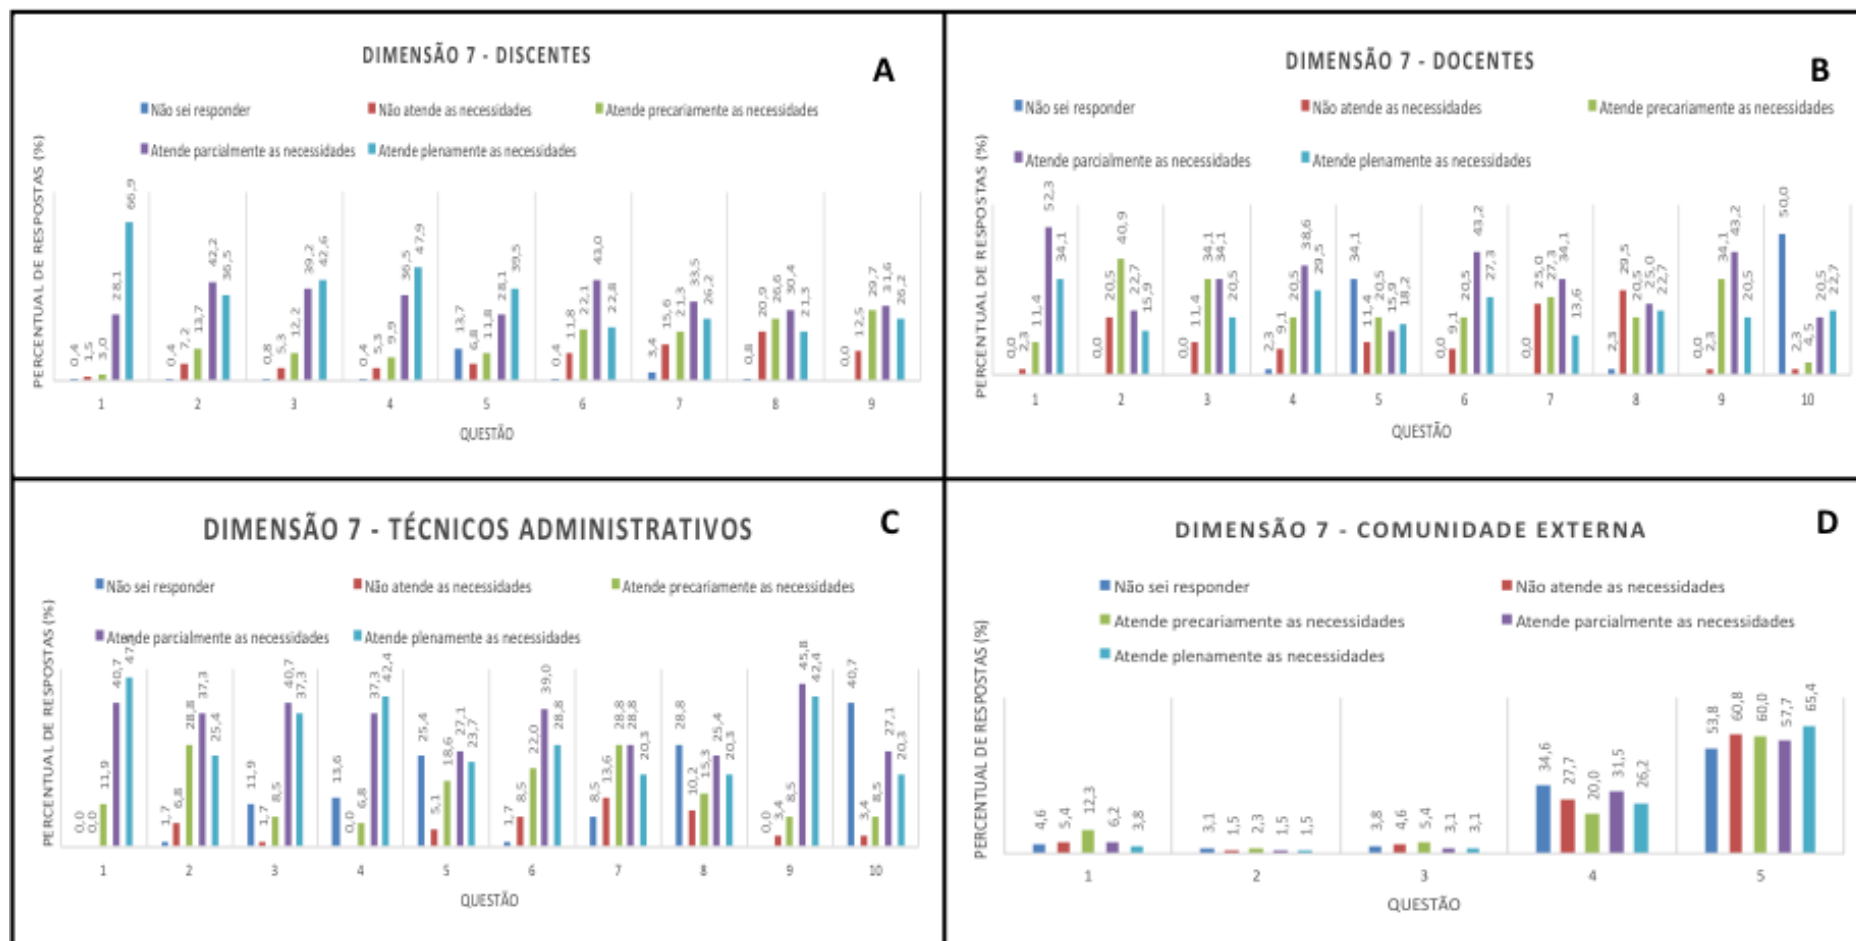 DIMENSÃO 7 - DISCENTES
A
Não sei responder
Não atende as necessidades
Atende precariamente as necessidades
Atende parcialmente as necessidades
Atende plenamente as necessidades
PERCENTUAL DE RESPOSTAS (%)
0,4 1,5 3,0 28,1 66,9
0,4 7,2 13,7 42,2 36,5
0,8 5,3 12,2 39,2 42,6
0,4 5,3 9,9 36,5 47,9
13,7 6,8 11,8 28,1 39,5
0,4 11,8 22,1 43,0 22,8
3,4 15,6 21,3 33,5 26,2
0,8 20,9 26,6 30,4 21,3
0,0 12,5 29,7 31,6 26,2
1 2 3 4 5 6 7 8 9
QUESTÃO
DIMENSÃO 7 - DOCENTES
B
Não sei responder
Não atende as necessidades
Atende precariamente as necessidades
Atende parcialmente as necessidades
Atende plenamente as necessidades
PERCENTUAL DE RESPOSTAS (%)
0,0 2,3 11,4 52,3 34,1
0,0 20,5 40,9 22,7 15,9
0,0 11,4 34,1 34,1 20,5
2,3 9,1 20,5 38,6 29,5
34,1 11,4 20,5 15,9 18,2
0,0 9,1 20,5 43,2 27,3
0,0 25,0 27,3 34,1 13,6
2,3 29,5 20,5 25,0 22,7
0,0 2,3 34,1 43,2 20,5
50,0 2,3 4,5 20,5 22,7
1 2 3 4 5 6 7 8 9 10
QUESTÃO
DIMENSÃO 7 - TÉCNICOS ADMINISTRATIVOS
C
Não sei responder
Não atende as necessidades
Atende precariamente as necessidades
Atende parcialmente as necessidades
Atende plenamente as necessidades
PERCENTUAL DE RESPOSTAS (%)
0,0 0,0 11,9 40,7
1,7 6,8 28,8 37,3 25,4
11,9 1,7 8,5 40,7 37,3
13,6 0,0 6,8 37,3 42,4
25,4 5,1 18,6 27,1 23,7
1,7 8,5 22,0 39,0 28,8
8,5 13,6 28,8 28,8 20,3
28,8 10,2 15,3 25,4 20,3
0,0 3,4 8,5 45,8 42,4
40,7 3,4 8,5 27,1 20,3
1 2 3 4 5 6 7 8 9 10
QUESTÃO
DIMENSÃO 7 - COMUNIDADE EXTERNA
D
Não sei responder
Não atende as necessidades
Atende precariamente as necessidades
Atende parcialmente as necessidades
Atende plenamente as necessidades
PERCENTUAL DE RESPOSTAS (%)
4,6 5,4 12,3 6,2 3,8
3,1 1,5 2,3 1,5 1,5
3,8 4,6 5,4 3,1 3,1
34,6 27,7 20,0 31,5 26,2
53,8 60,8 60,0 57,7 65,4
1 2 3 4 5
QUESTÃO